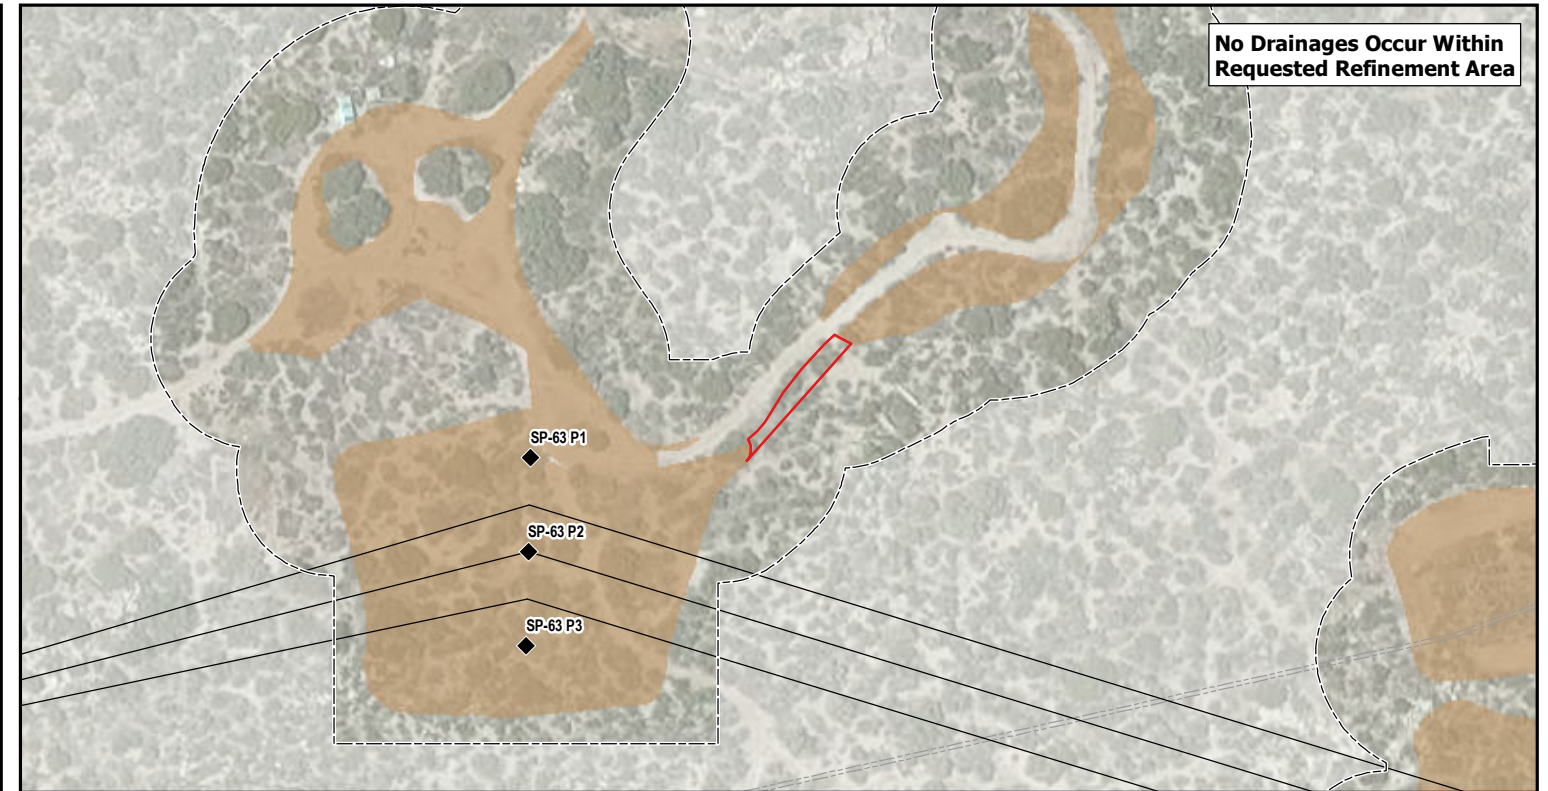 No Drainages Occur Within
Requested Refinement Area
SP-63 P1
SP-63 P2
SP-63 P3